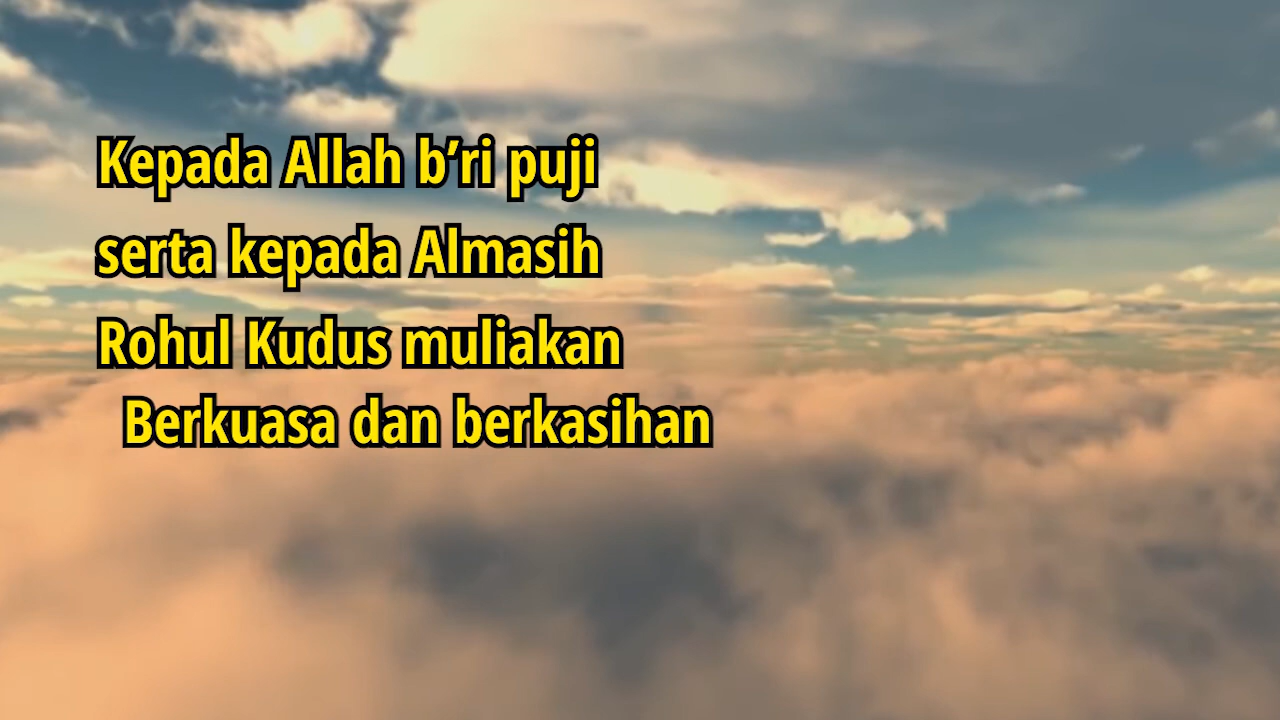 Kepada Allah b’ri puji
serta kepada Almasih
Rohul Kudus muliakan
Berkuasa dan berkasihan